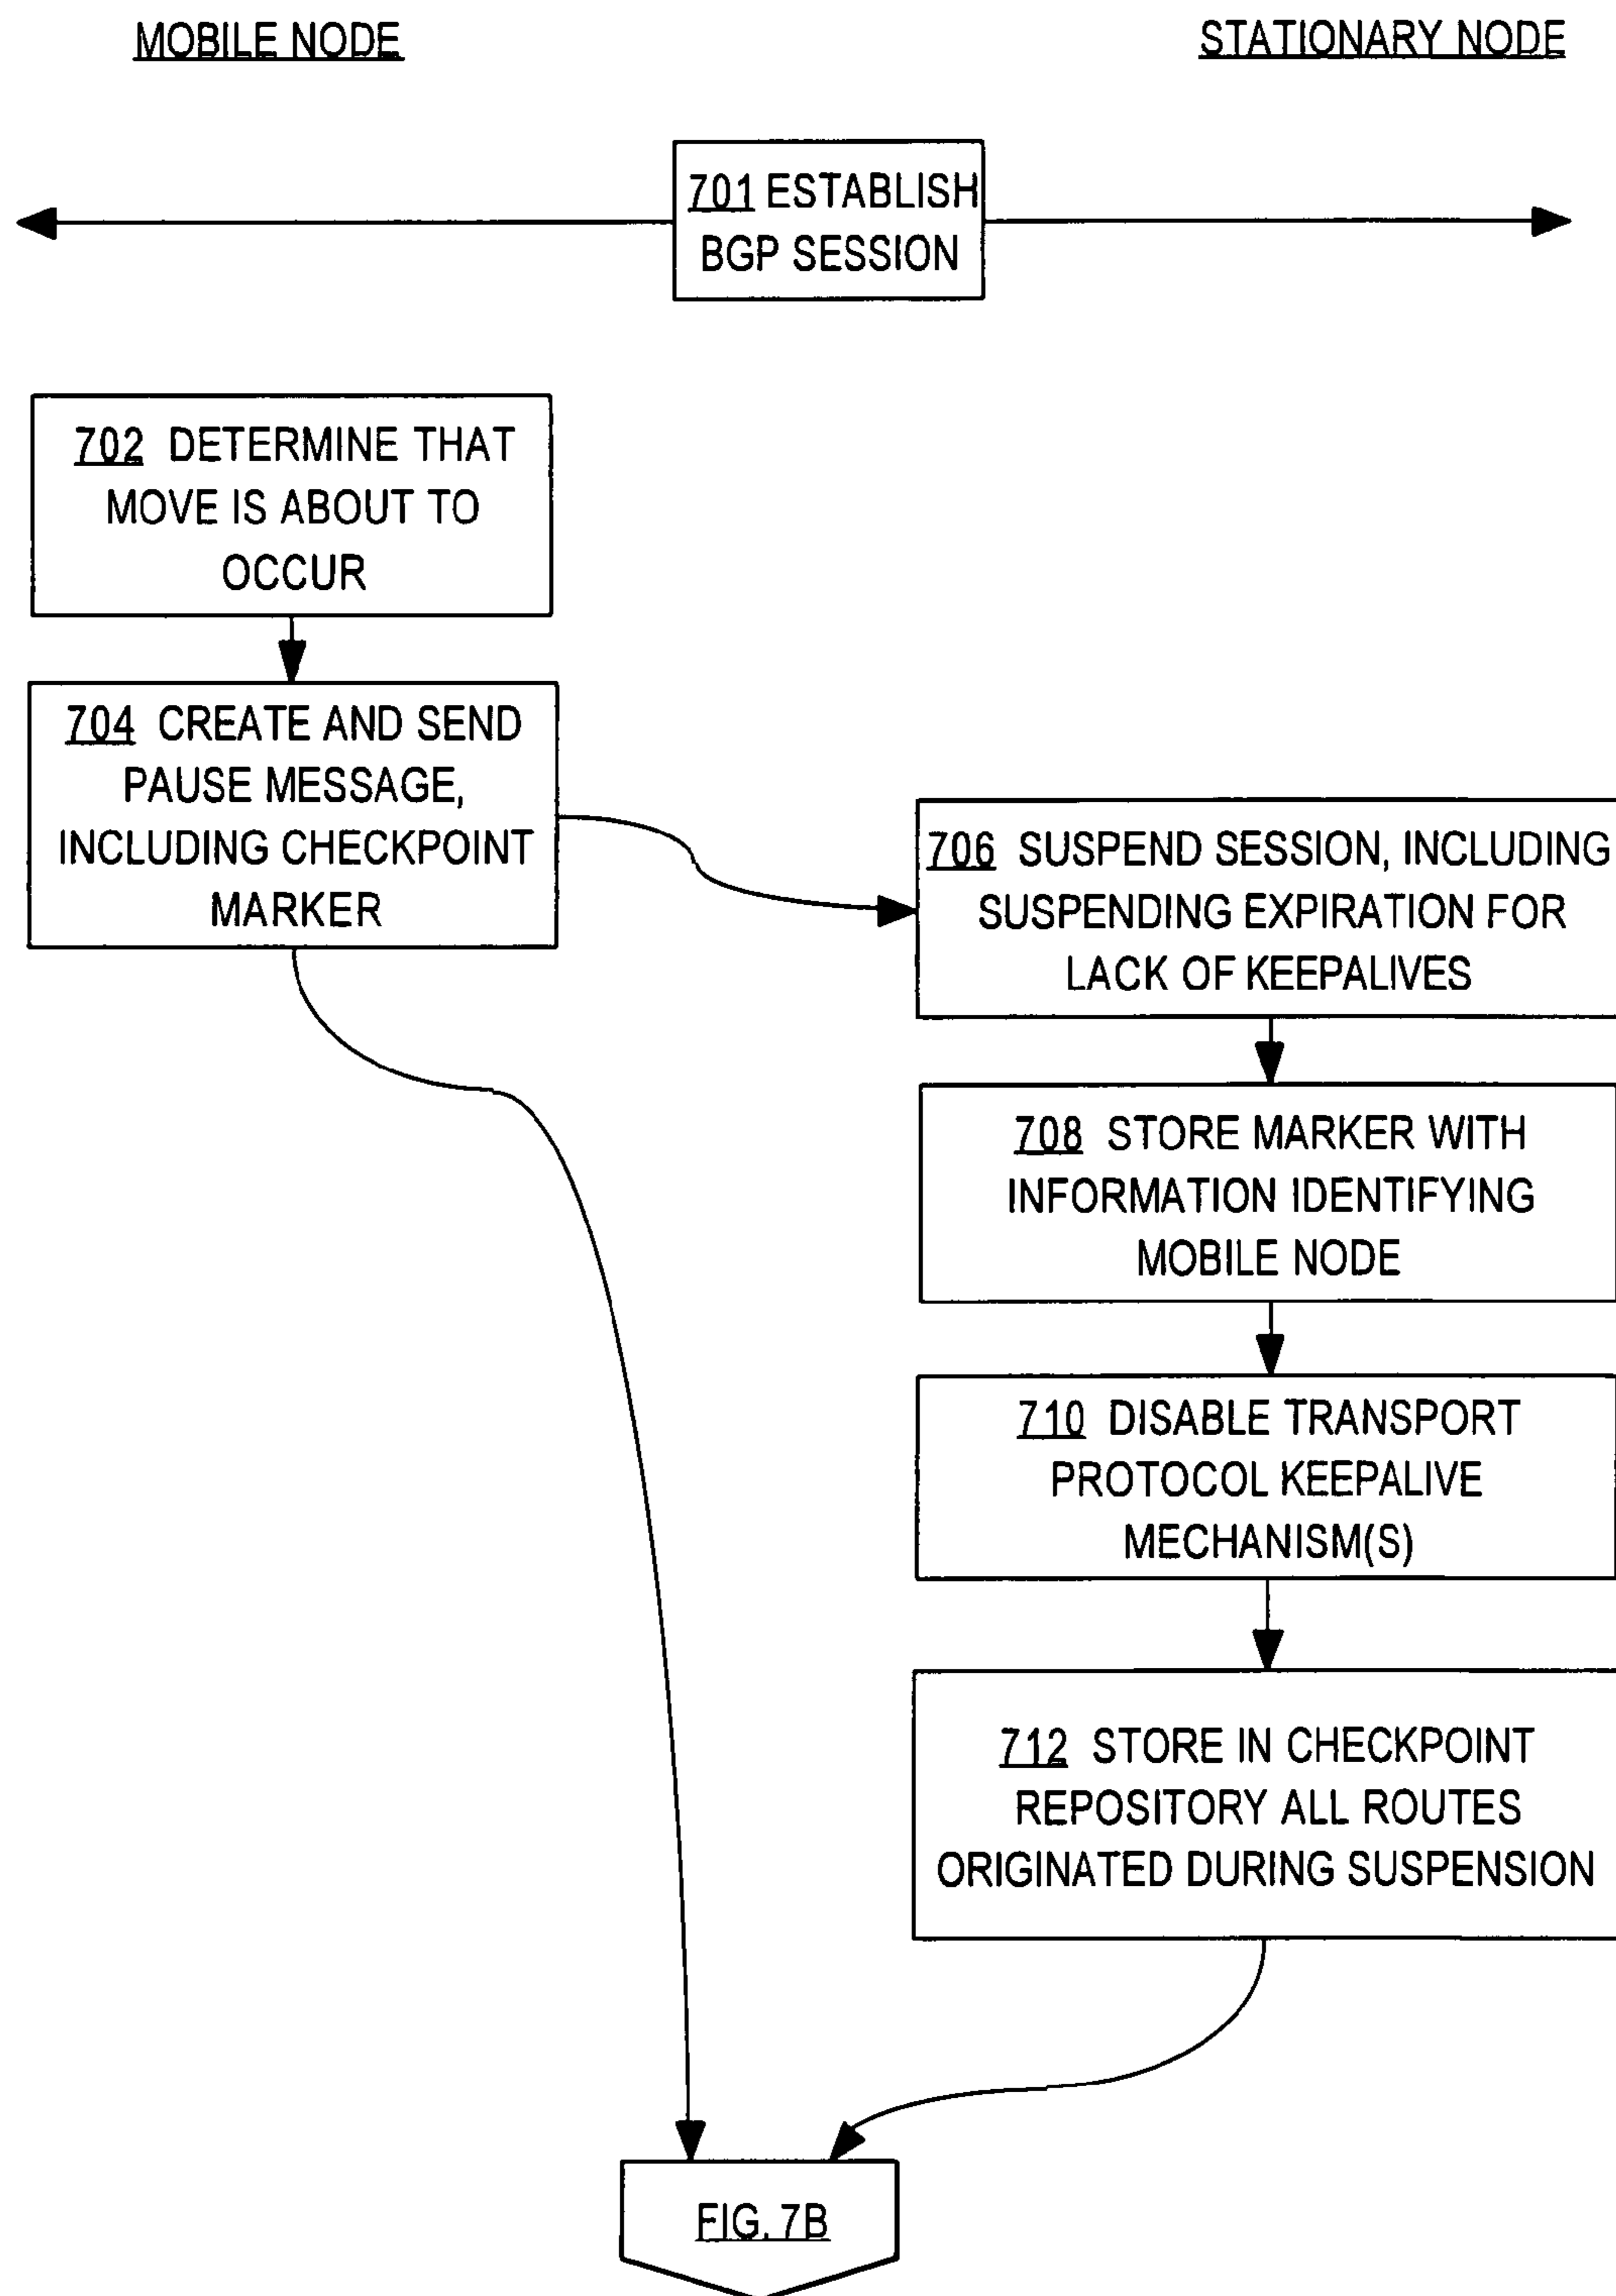 MOBILE NODE
STATIONARY NODE
701 ESTABLISH
BGP SESSION
702 DETERMINE THAT
MOVE IS ABOUT TO
OCCUR
704 CREATE AND SEND
PAUSE MESSAGE,
INCLUDING CHECKPOINT
MARKER
706 SUSPEND SESSION, INCLUDING
SUSPENDING EXPIRATION FOR
LACK OF KEEPALIVES
708 STORE MARKER WITH
INFORMATION IDENTIFYING
MOBILE NODE
710 DISABLE TRANSPORT
PROTOCOL KEEPALIVE
MECHANISM(S)
712 STORE IN CHECKPOINT
REPOSITORY ALL ROUTES
ORIGINATED DURING SUSPENSION
FIG. 7B